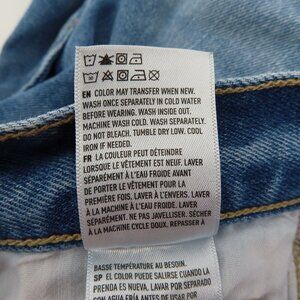 EN COLOR MAY TRANSFER WHEN NEW.
WASH ONCE SEPARATELY IN COLD WATER
BEFORE WEARING. WASH INSIDE OUT.
MACHINE WASH COLD. WASH SEPARATELY.
DO NOT BLEACH. TUMBLE DRY LOW. COOL
IRON IF NEEDED.
FR LA COULEUR PEUT DÉTEINDRE
LORSQUE LE VÊTEMENT EST NEUF. LAVER
SÉPARÉMENT À L'EAU FROIDE AVANT
DE PORTER LE VÊTEMENT POUR LA
PREMIÈRE FOIS. LAVER À L'ENVERS. LAVER
À LA MACHINE À L'EAU FROIDE. LAVER
SÉPARÉMENT. NE PAS JAVELLISER. SÉCHER
À LA MACHINE CYCLE DOUX. REPASSER À
BASSE TEMPÉRATURE AU BESOIN.
SP EL COLOR PUEDE SALIRSE CUANDO LA
PRENDA ES NUEVA, LAVAR POR SEPARADO